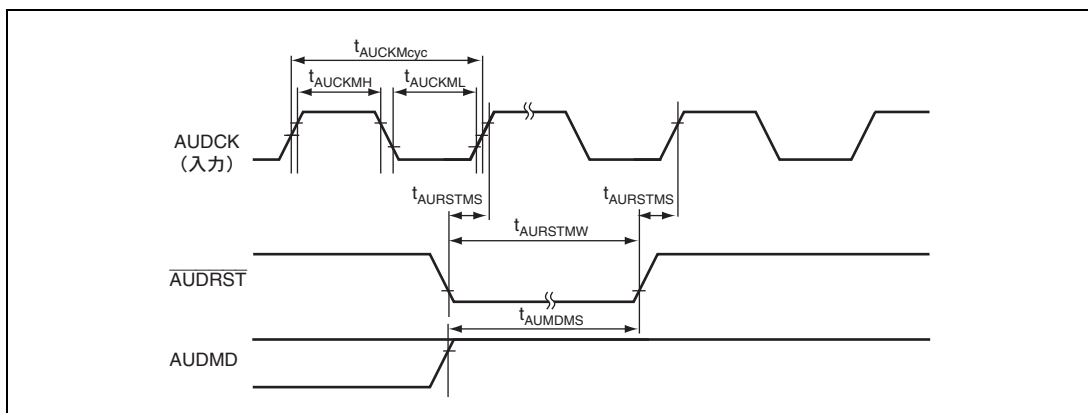 tAUCKMcyc
tAUCKMH
tAUCKML
AUDCK
（入力）
tAURSTMS
tAURSTMS
tAURSTMW
AUDRST
tAUMDMS
AUDMD